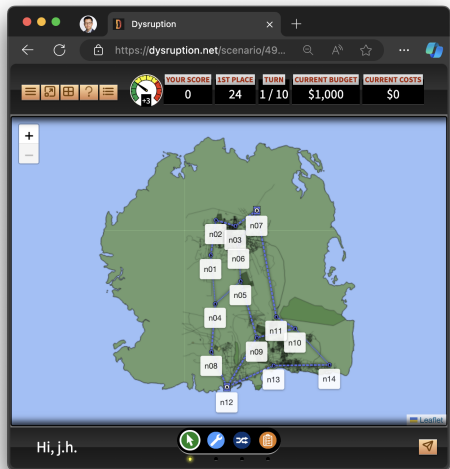 Dysruption
https://dysruption.net/scenario/49...
YOUR SCORE 1ST PLACE TURN CURRENT BUDGET CURRENT COSTS
+3 0 24 1 / 10 $1,000 $0
+
−
n07
n02
n03
n06
n01
n05
n04
n11
n10
n09
n08
n13
n14
n12
Leaflet
Hi, j.h.